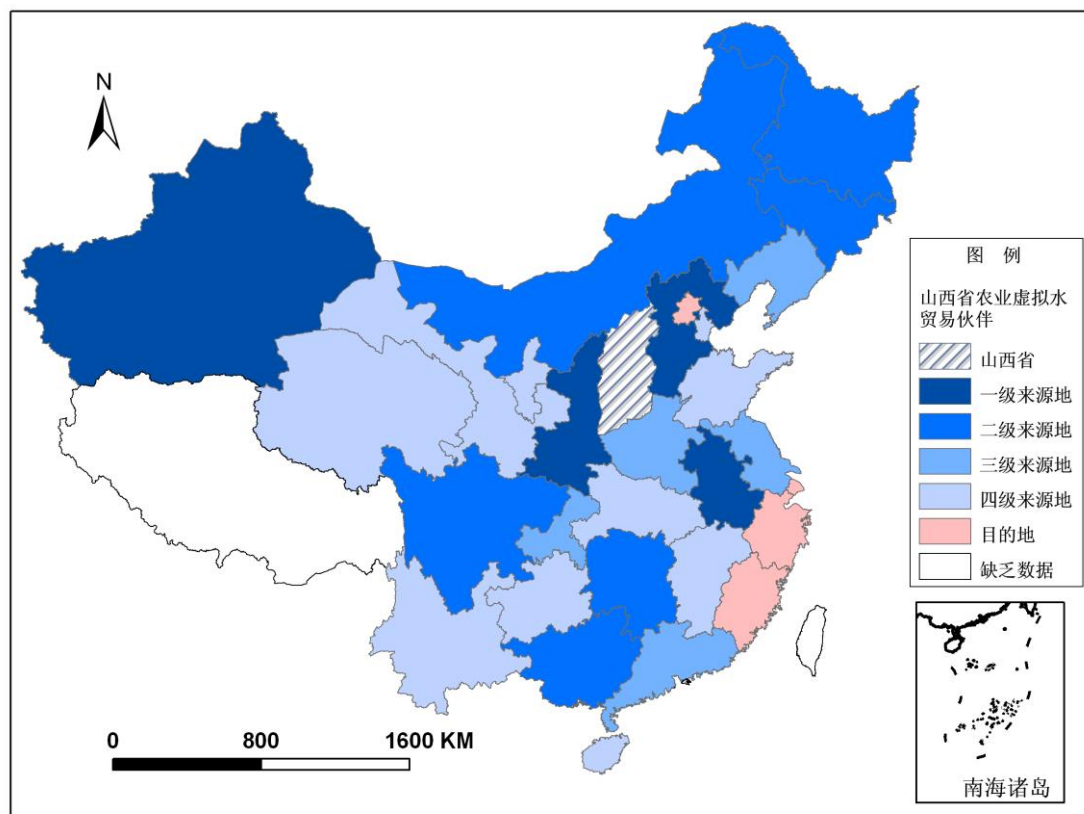 N
图 例
山西省农业虚拟水
贸易伙伴
山西省
一级来源地
二级来源地
三级来源地
四级来源地
目的地
缺乏数据
0 800 1600 KM
南海诸岛